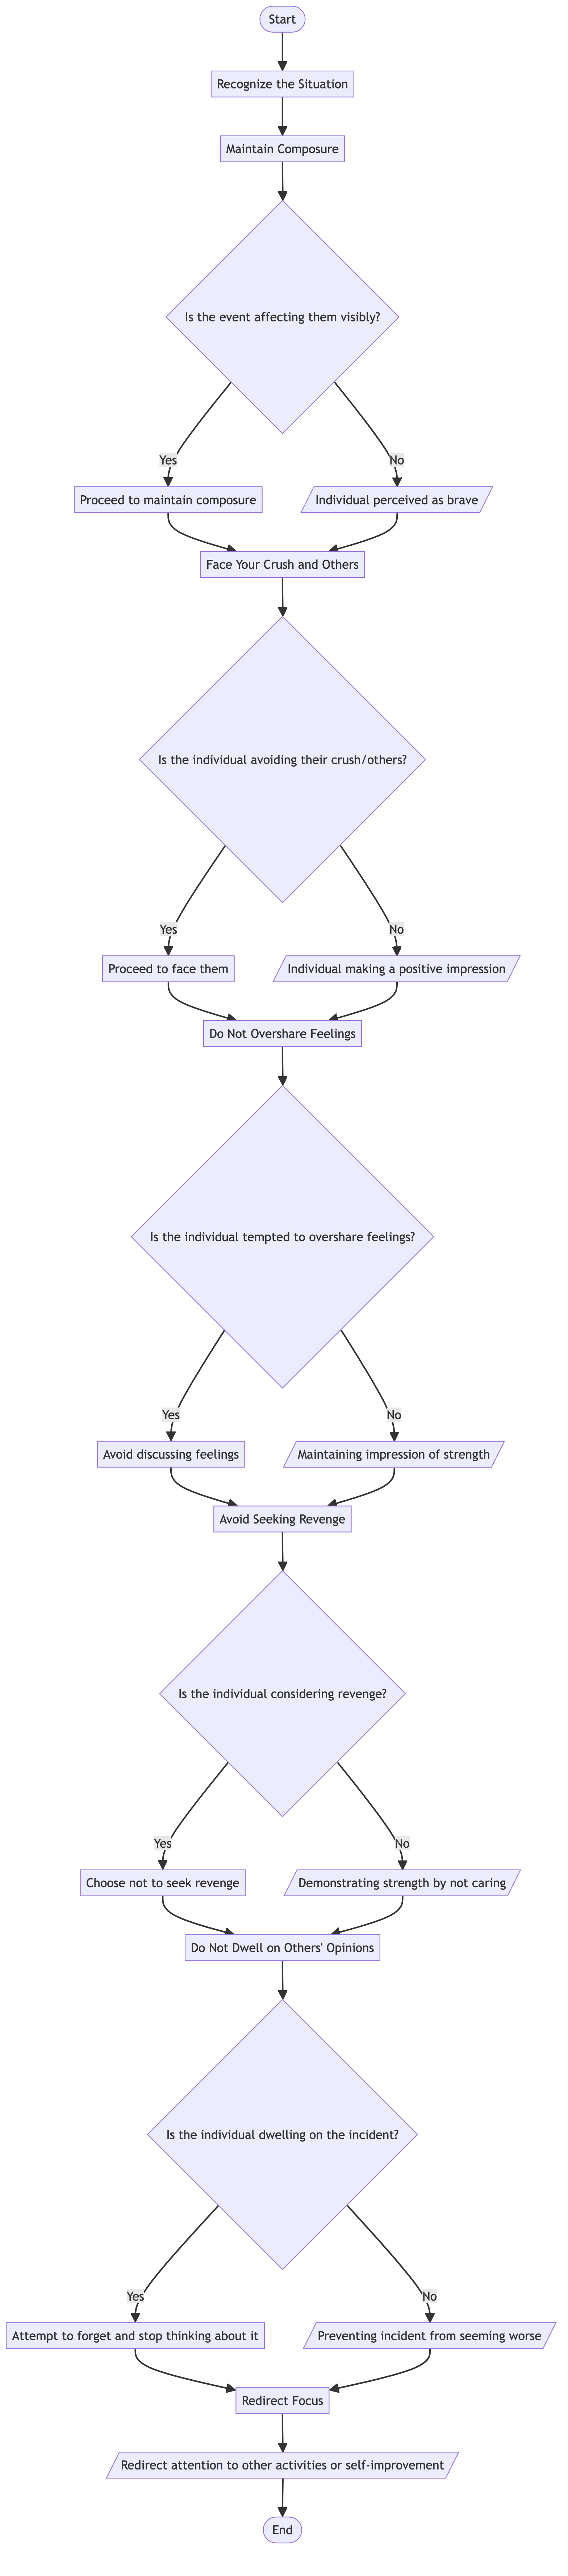 Start
Recognize the Situation
Maintain Composure
Is the event affecting them visibly?
Yes
No
Proceed to maintain composure
Individual perceived as brave
Face Your Crush and Others
Is the individual avoiding their crush/others?
Yes
No
Proceed to face them
Individual making a positive impression
Do Not Overshare Feelings
Is the individual tempted to overshare feelings?
Yes
No
Avoid discussing feelings
Maintaining impression of strength
Avoid Seeking Revenge
Is the individual considering revenge?
Yes
No
Choose not to seek revenge
Demonstrating strength by not caring
Do Not Dwell on Others' Opinions
Is the individual dwelling on the incident?
Yes
No
Attempt to forget and stop thinking about it
Preventing incident from seeming worse
Redirect Focus
Redirect attention to other activities or self-improvement
End